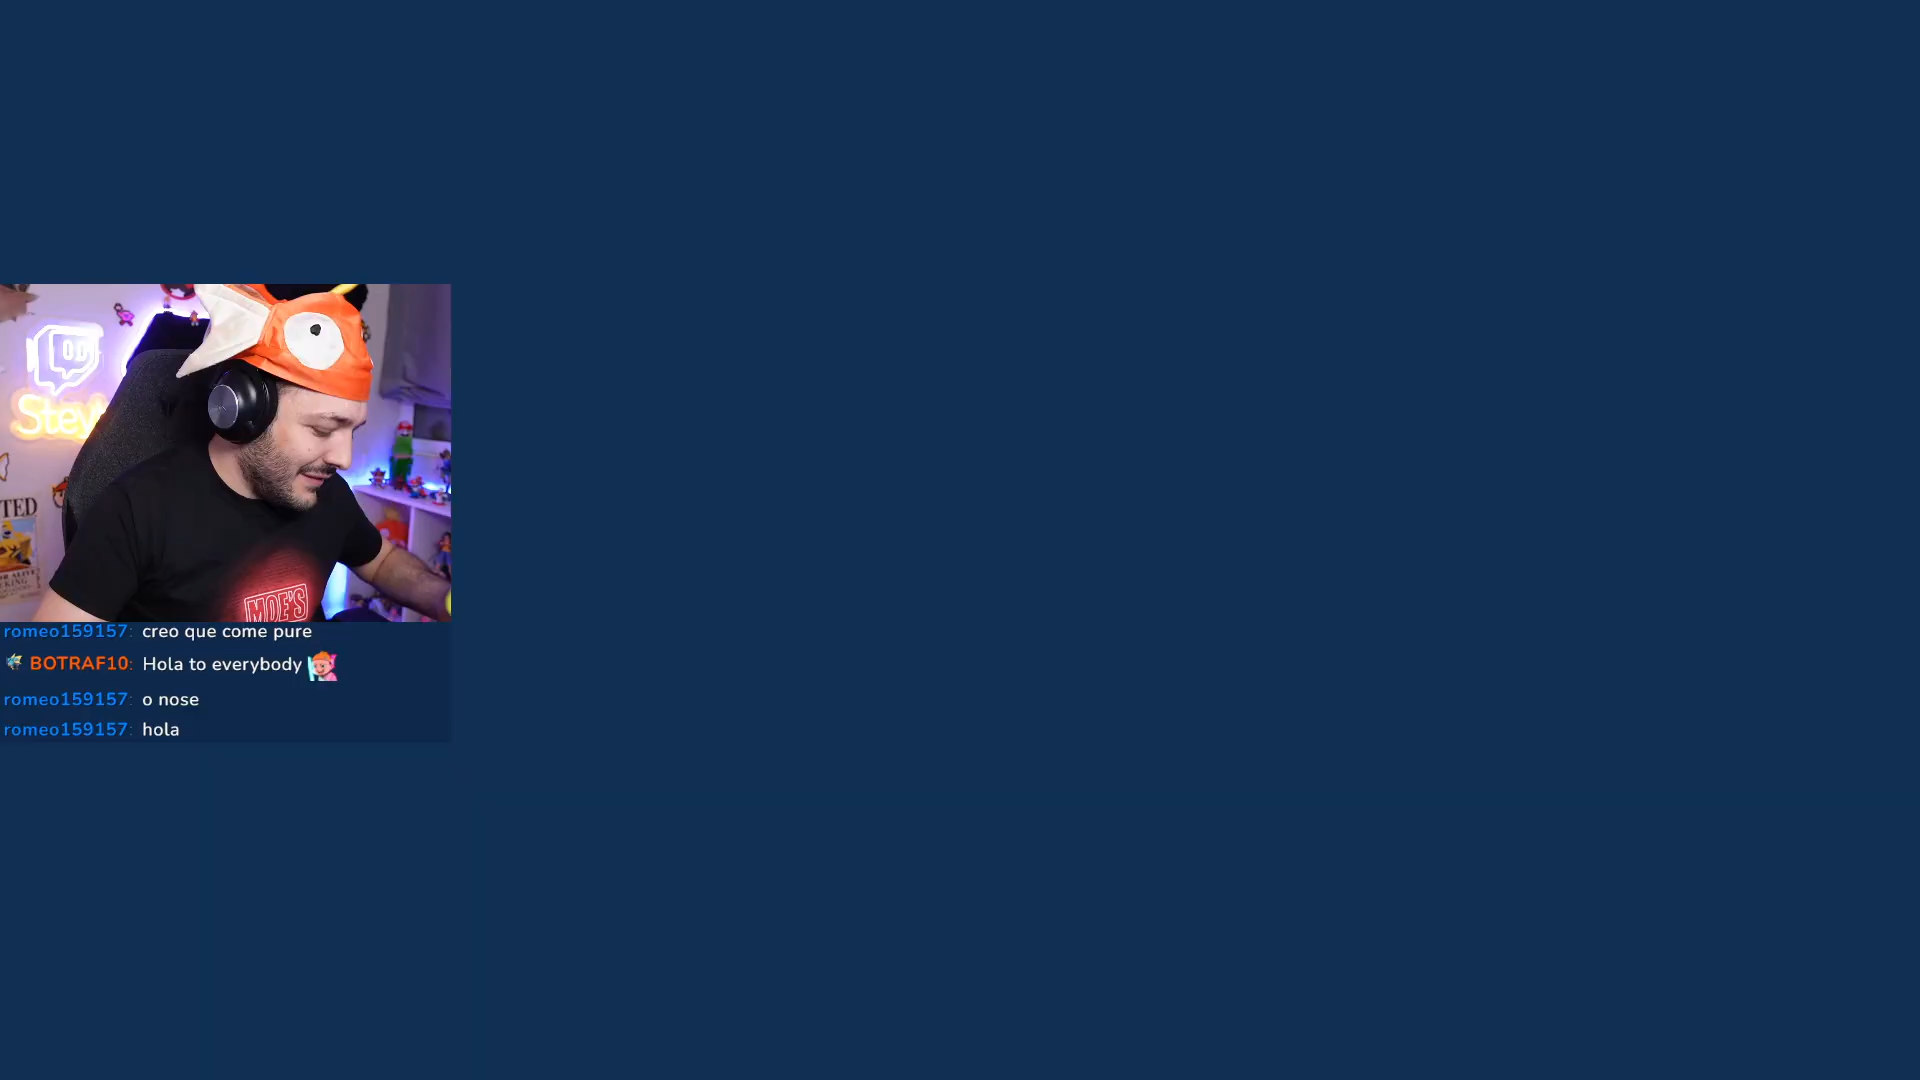 Stey
TED
MOE'S
romeo159157: creo que come pure
BOTRAF10: Hola to everybody
romeo159157: o nose
romeo159157: hola